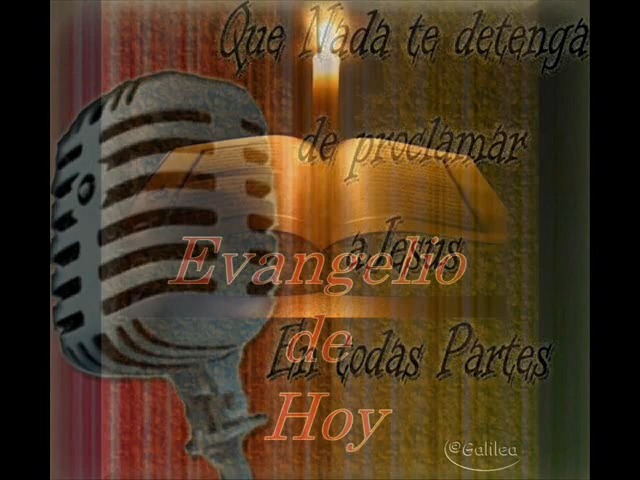 Que Nada te detenga
de proclamar
a Jesus
Evangelio
de
En todas Partes
Hoy
©Galilea